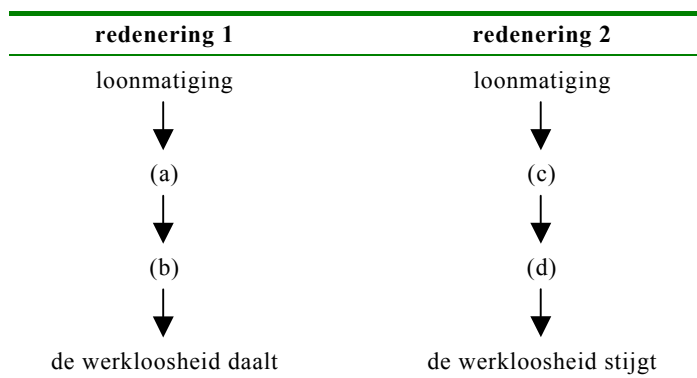 redenering 1 redenering 2
loonmatiging loonmatiging
(a) (c)
(b) (d)
de werkloosheid daalt de werkloosheid stijgt